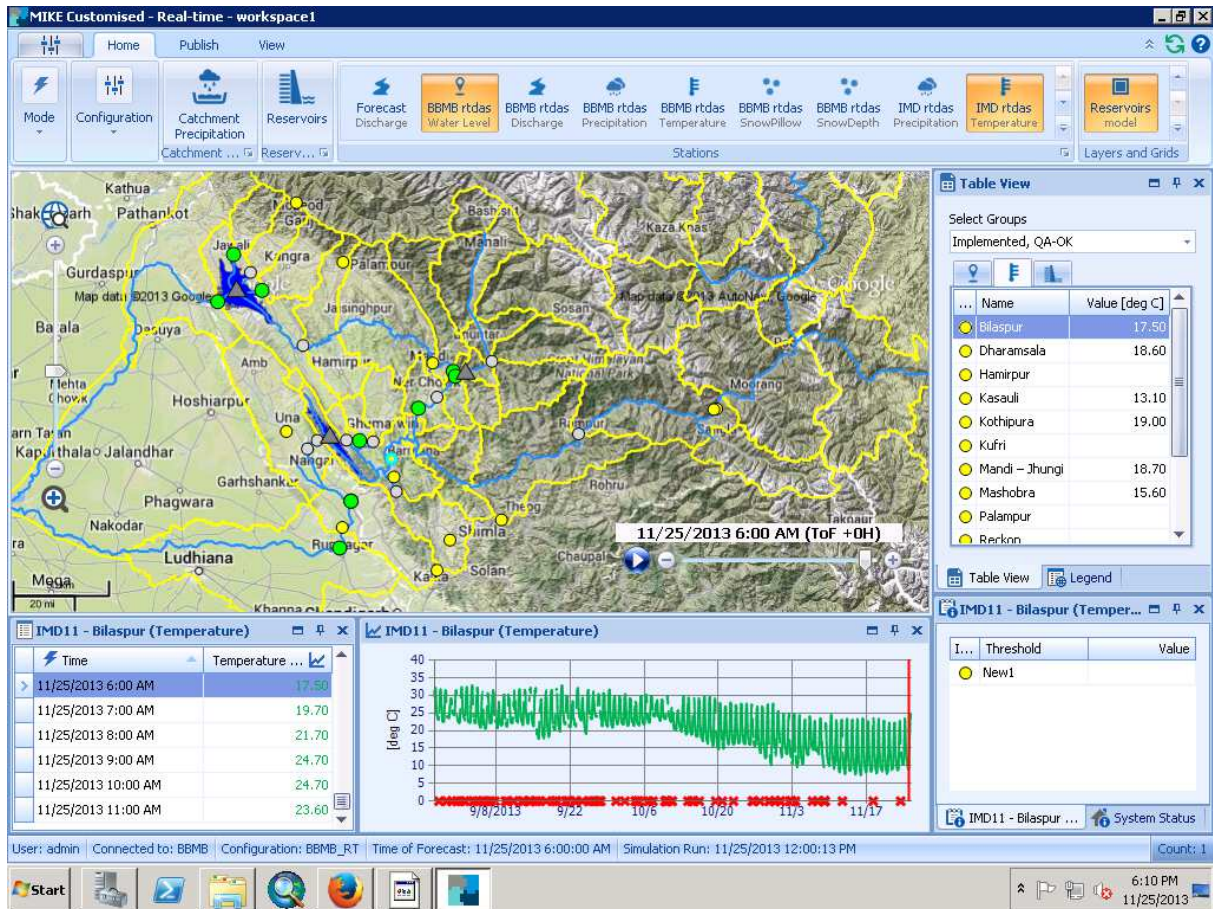 MIKE Customised - Real-time - workspace1
Home Publish View
Mode
Configuration
Catchment Precipitation
Reservoirs
Forecast Discharge
BBMB rtdas Water Level
BBMB rtdas Discharge
BBMB rtdas Precipitation
BBMB rtdas Temperature
BBMB rtdas SnowPillow
BBMB rtdas SnowDepth
IMD rtdas Precipitation
IMD rtdas Temperature
Reservoirs model
Catchment ... Reserv... Stations Layers and Grids
Kathua
Pathankot
Bashisht
Kaza Knas
Manali
Kangra
Palampur
Gurdaspur
Map data ©2013 Google
Jaisinghpur
Sosan
Batala Dasuya
Amb Hamirpur
National Park
Moorang
Mehta Chowk
Hoshiarpur
Una
Ghumarwin
Rampur
Kapurthala Jalandhar
Nangal
Garhshankar
Rohru
Phagwara
Theog
Nakodar
Shimla
11/25/2013 6:00 AM (ToF +0H)
Rupnagar
Ludhiana
Chaupal
Solan
Moga
20 mi
Khanna
Table View
Select Groups
Implemented, QA-OK
... Name Value [deg C]
Bilaspur 17.50
Dharamsala 18.60
Hamirpur
Kasauli 13.10
Kothipura 19.00
Kufri
Mandi – Jhungi 18.70
Mashobra 15.60
Palampur
Reckon
Table View Legend
IMD11 - Bilaspur (Temperature)
Time Temperature ...
11/25/2013 6:00 AM 17.50
11/25/2013 7:00 AM 19.70
11/25/2013 8:00 AM 21.70
11/25/2013 9:00 AM 24.70
11/25/2013 10:00 AM 24.70
11/25/2013 11:00 AM 23.60
IMD11 - Bilaspur (Temperature)
[deg C]
40
35
30
25
20
15
10
5
0
9/8/2013 9/22 10/6 10/20 11/3 11/17
IMD11 - Bilaspur (Temper...
I... Threshold Value
New1
IMD11 - Bilaspur ... System Status
User: admin Connected to: BBMB Configuration: BBMB_RT Time of Forecast: 11/25/2013 6:00:00 AM Simulation Run: 11/25/2013 12:00:13 PM Count: 1
Start
6:10 PM
11/25/2013